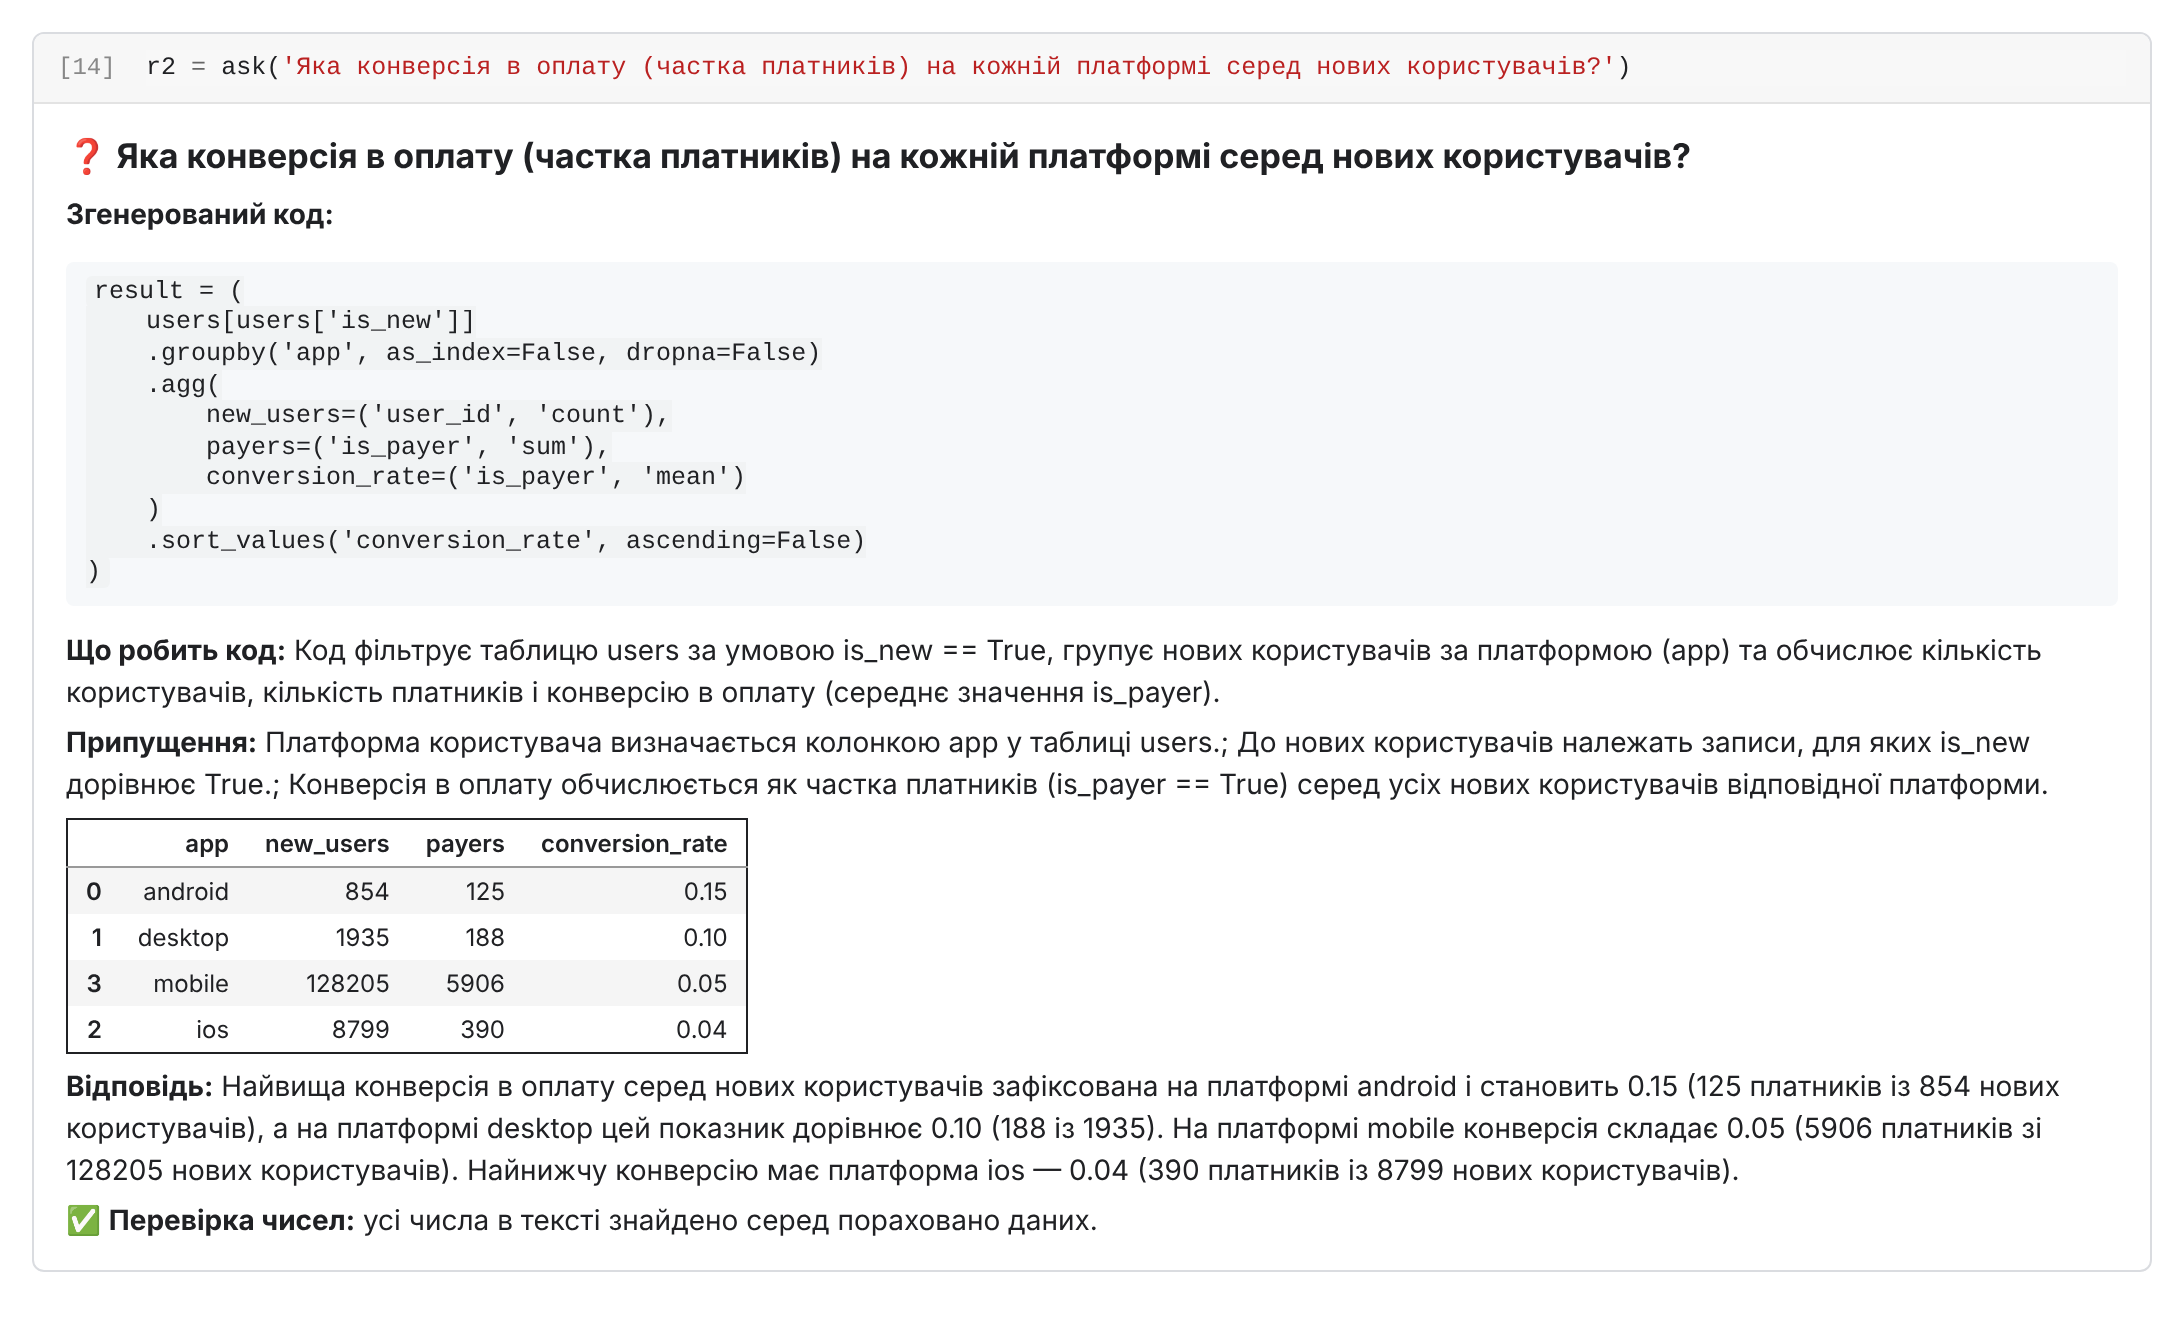 [14] r2 = ask('Яка конверсія в оплату (частка платників) на кожній платформі серед нових користувачів?')
❓ Яка конверсія в оплату (частка платників) на кожній платформі серед нових користувачів?
Згенерований код:
result = (
    users[users['is_new']]
    .groupby('app', as_index=False, dropna=False)
    .agg(
        new_users=('user_id', 'count'),
        payers=('is_payer', 'sum'),
        conversion_rate=('is_payer', 'mean')
    )
    .sort_values('conversion_rate', ascending=False)
)
Що робить код: Код фільтрує таблицю users за умовою is_new == True, групує нових користувачів за платформою (app) та обчислює кількість
користувачів, кількість платників і конверсію в оплату (середнє значення is_payer).
Припущення: Платформа користувача визначається колонкою app у таблиці users.; До нових користувачів належать записи, для яких is_new
дорівнює True.; Конверсія в оплату обчислюється як частка платників (is_payer == True) серед усіх нових користувачів відповідної платформи.
app new_users payers conversion_rate
0 android 854 125 0.15
1 desktop 1935 188 0.10
3 mobile 128205 5906 0.05
2 ios 8799 390 0.04
Відповідь: Найвища конверсія в оплату серед нових користувачів зафіксована на платформі android і становить 0.15 (125 платників із 854 нових
користувачів), а на платформі desktop цей показник дорівнює 0.10 (188 із 1935). На платформі mobile конверсія складає 0.05 (5906 платників зі
128205 нових користувачів). Найнижчу конверсію має платформа ios — 0.04 (390 платників із 8799 нових користувачів).
✅ Перевірка чисел: усі числа в тексті знайдено серед пораховано даних.